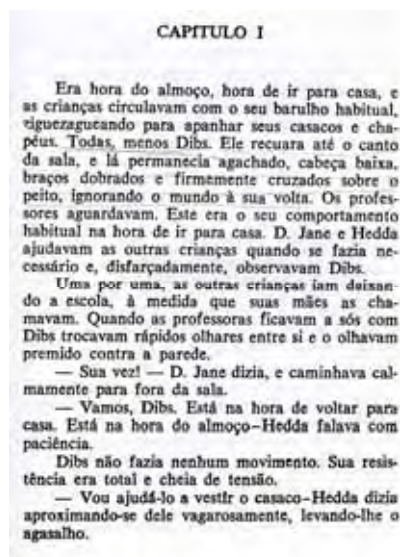 CAPITULO I
Era hora do almoço, hora de ir para casa, e
as crianças circulavam com o seu barulho habitual,
ziguezagueando para apanhar seus casacos e cha-
péus. Todas, menos Dibs. Ele recuara até o canto
da sala, e lá permanecia agachado, cabeça baixa,
braços dobrados e firmemente cruzados sobre o
peito, ignorando o mundo à sua volta. Os profes-
sores aguardavam. Este era o seu comportamento
habitual na hora de ir para casa. D. Jane e Hedda
ajudavam as outras crianças quando se fazia ne-
cessário e, disfarçadamente, observavam Dibs.
Uma por uma, as outras crianças iam deixan-
do a escola, à medida que suas mães as cha-
mavam. Quando as professoras ficavam a sós com
Dibs trocavam rápidos olhares entre si e o olhavam
premido contra a parede.
— Sua vez! — D. Jane dizia, e caminhava cal-
mamente para fora da sala.
— Vamos, Dibs. Está na hora de voltar para
casa. Está na hora do almoço-Hedda falava com
paciência.
Dibs não fazia nenhum movimento. Sua resis-
tência era total e cheia de tensão.
— Vou ajudá-lo a vestir o casaco-Hedda dizia
aproximando-se dele vagarosamente, levando-lhe o
agasalho.